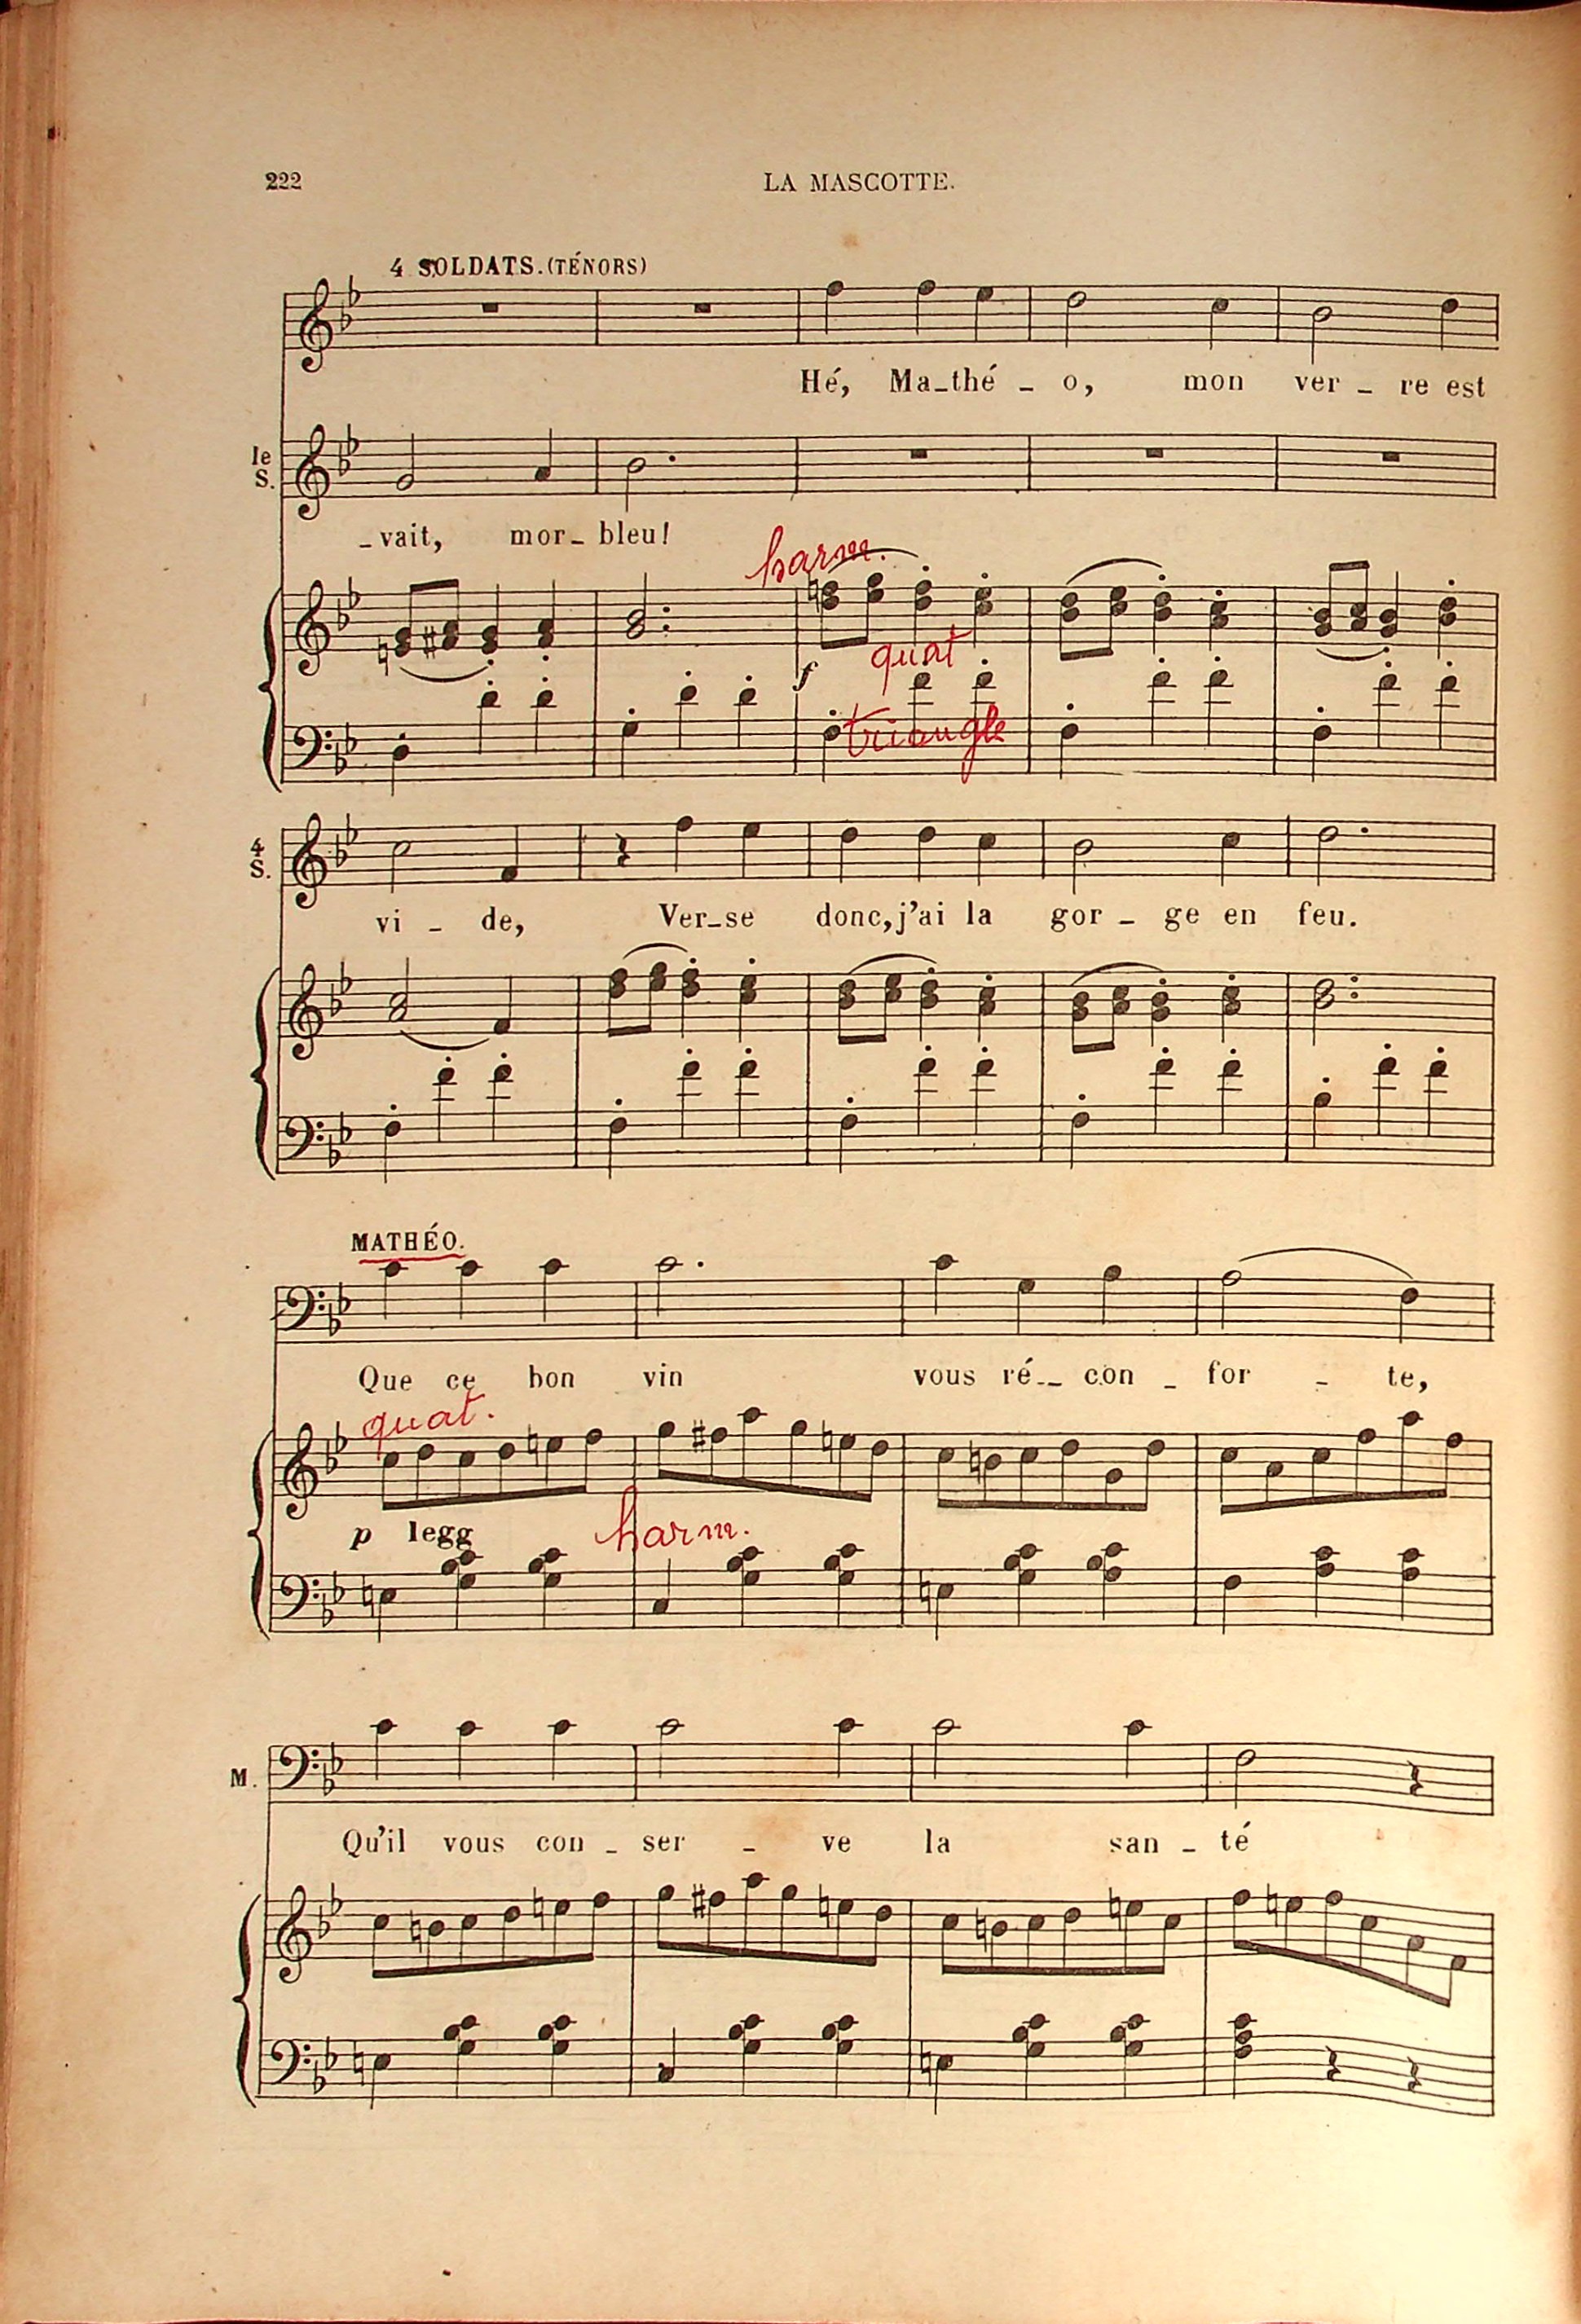 222 LA MASCOTTE.
4 SOLDATS. (TÉNORS)
Hé, Ma_thé _ o, mon ver _ re est
le
S.
_ vait, mor_ bleu!
harm.
f quat
triangle
4
S.
vi _ de, Ver_se donc, j'ai la gor _ ge en feu.
MATHÉO.
Que ce bon vin vous ré_ con _ for _ te,
quat.
p legg harm.
M.
Qu'il vous con _ ser _ ve la san _ té